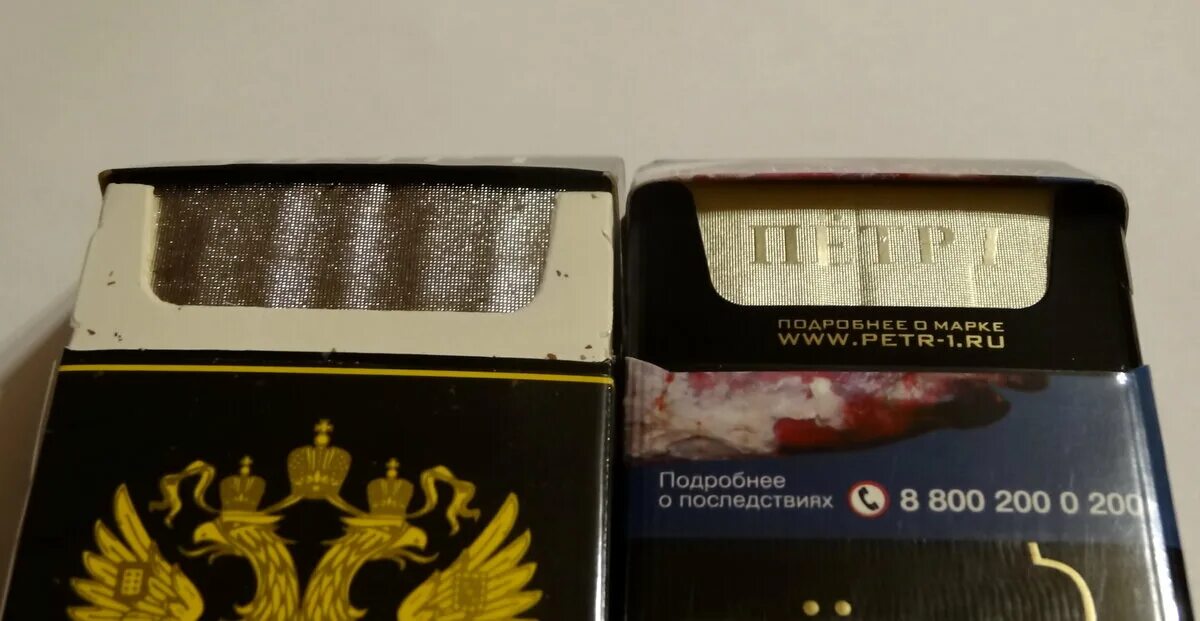 ПЁТР I
ПОДРОБНЕЕ О МАРКЕ
WWW.PETR-1.RU
Подробнее
о последствиях
8 800 200 0 200